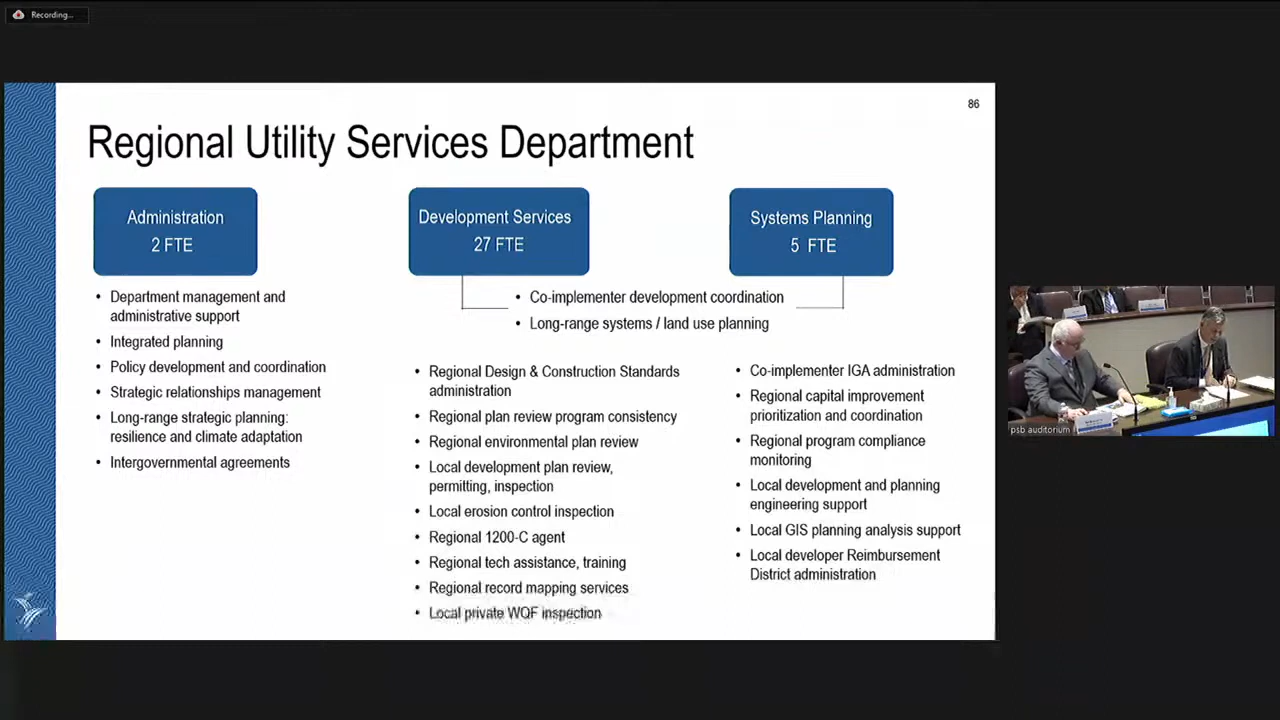 Recording...
86
Regional Utility Services Department
Administration
2 FTE
Development Services
27 FTE
Systems Planning
5 FTE
• Department management and
administrative support
• Integrated planning
• Policy development and coordination
• Strategic relationships management
• Long-range strategic planning:
resilience and climate adaptation
• Intergovernmental agreements
• Co-implementer development coordination
• Long-range systems / land use planning
• Regional Design & Construction Standards
administration
• Regional plan review program consistency
• Regional environmental plan review
• Local development plan review,
permitting, inspection
• Local erosion control inspection
• Regional 1200-C agent
• Regional tech assistance, training
• Regional record mapping services
• Local private WQF inspection
• Co-implementer IGA administration
• Regional capital improvement
prioritization and coordination
• Regional program compliance
monitoring
• Local development and planning
engineering support
• Local GIS planning analysis support
• Local developer Reimbursement
District administration
psb auditorium